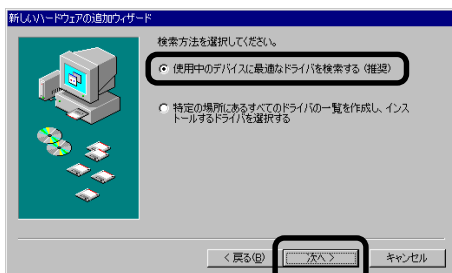 新しいハードウェアの追加ウィザード
検索方法を選択してください。
使用中のデバイスに最適なドライバを検索する (推奨)
特定の場所にあるすべてのドライバの一覧を作成し、インス
トールするドライバを選択する
< 戻る(B)
次へ >
キャンセル